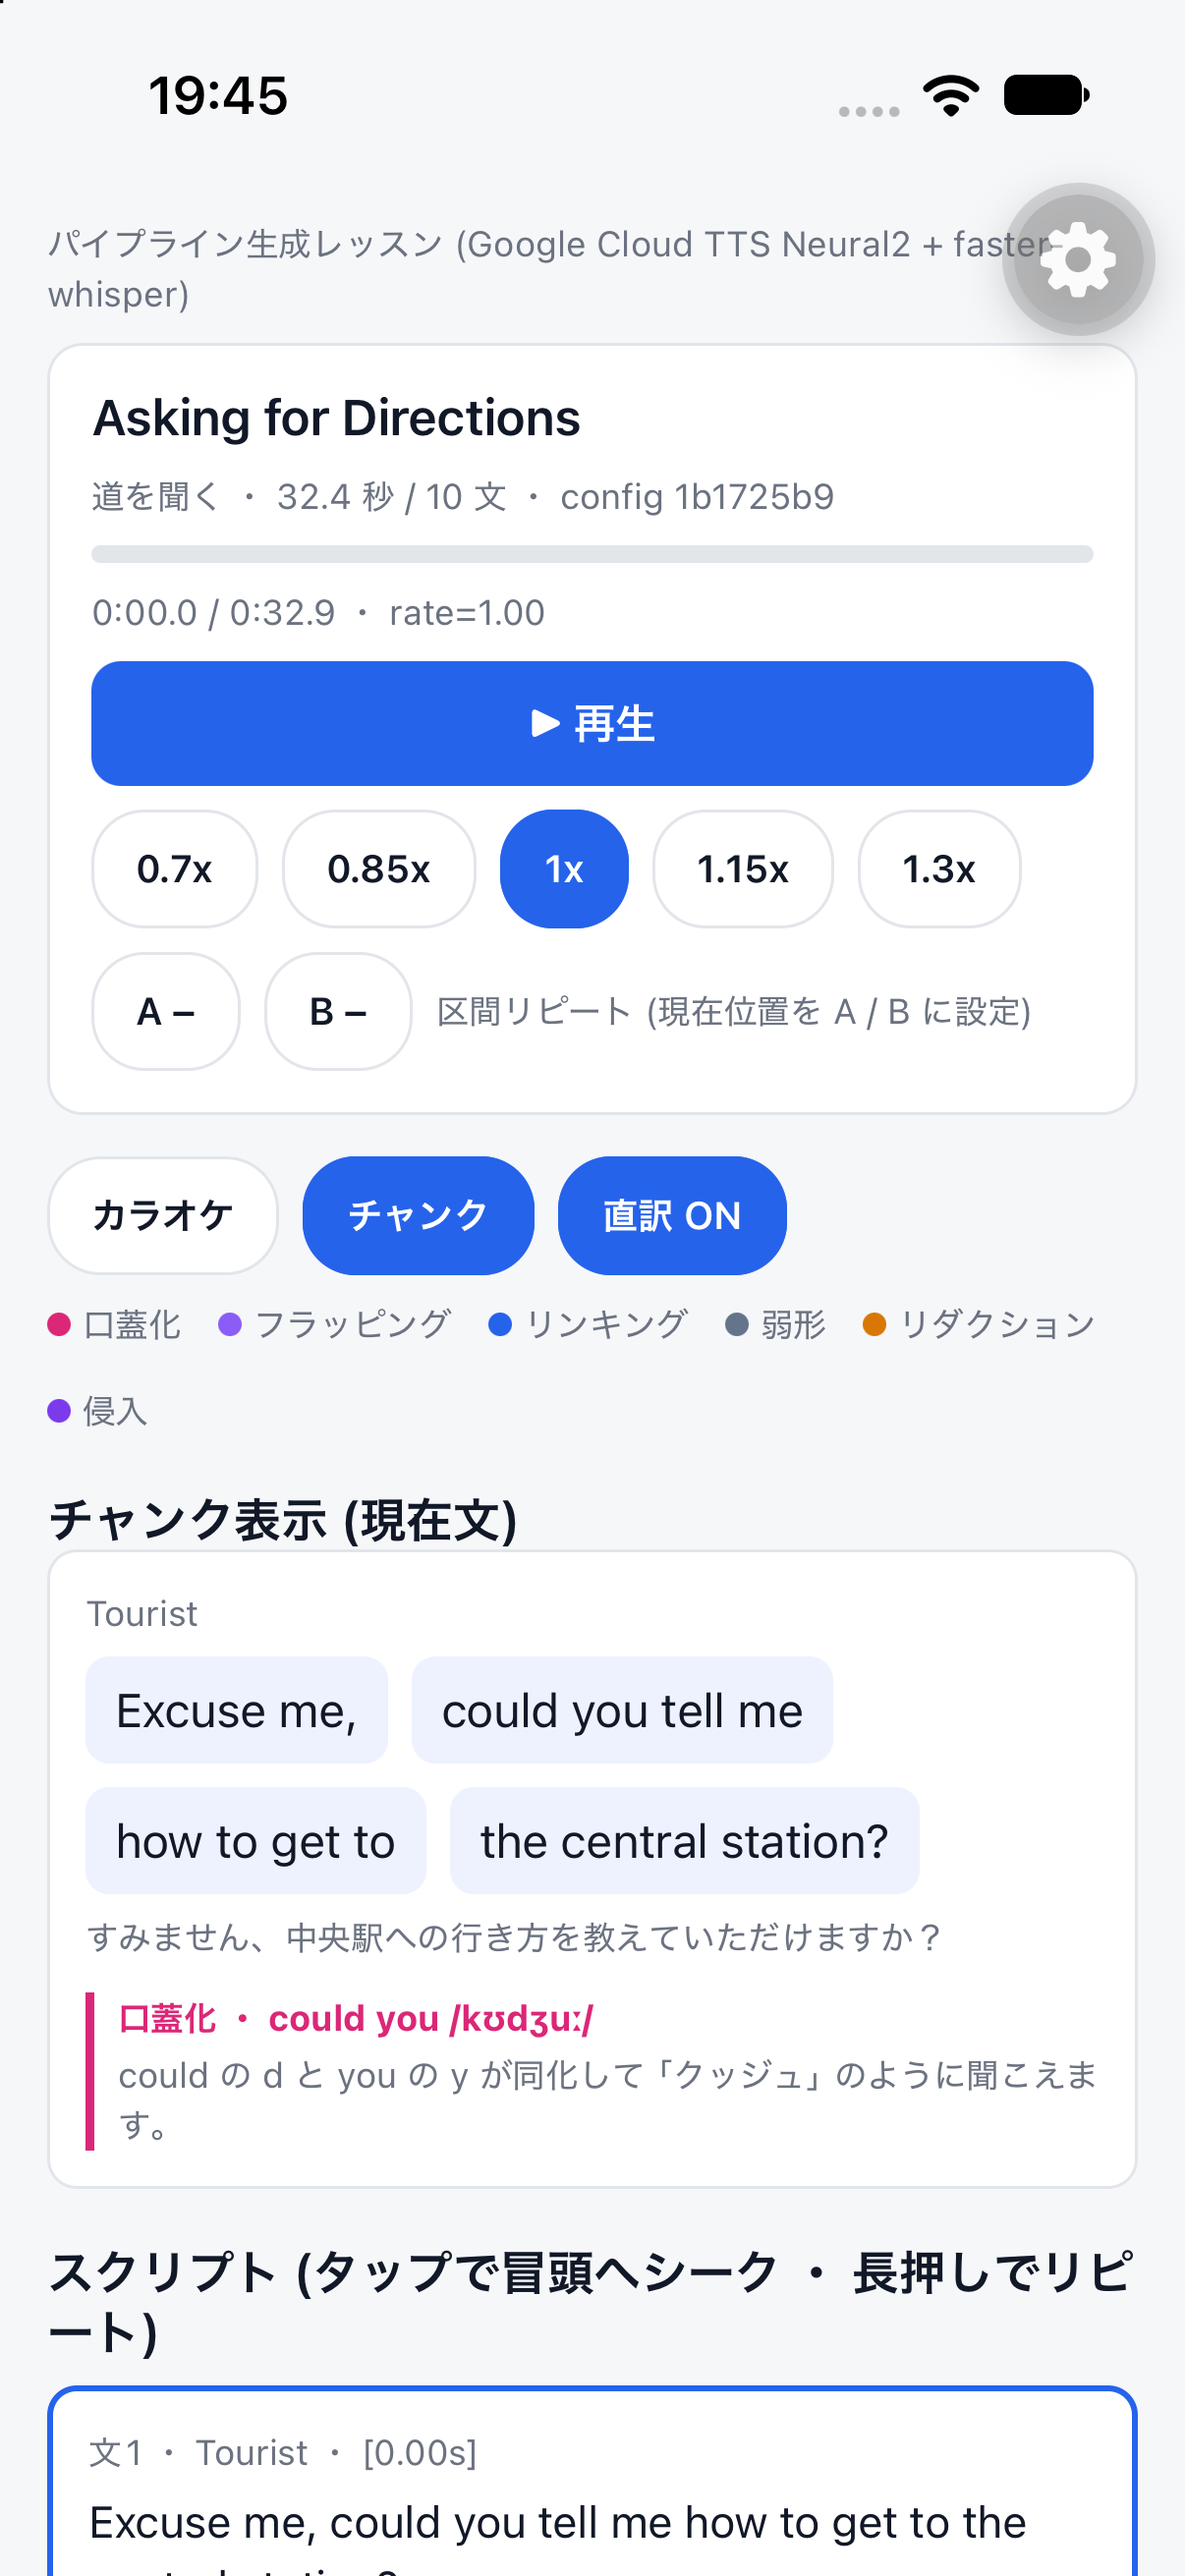 19:45
パイプライン生成レッスン (Google Cloud TTS Neural2 + faster-
whisper)
Asking for Directions
道を聞く ・ 32.4 秒 / 10 文 ・ config 1b1725b9
0:00.0 / 0:32.9 ・ rate=1.00
▶ 再生
0.7x 0.85x 1x 1.15x 1.3x
A – B – 区間リピート (現在位置を A / B に設定)
カラオケ チャンク 直訳 ON
口蓋化 フラッピング リンキング 弱形 リダクション
侵入
チャンク表示 (現在文)
Tourist
Excuse me, could you tell me
how to get to the central station?
すみません、中央駅への行き方を教えていただけますか？
口蓋化 ・ could you /kʊdʒuː/
could の d と you の y が同化して「クッジュ」のように聞こえま
す。
スクリプト (タップで冒頭へシーク ・ 長押しでリピ
ート)
文1 ・ Tourist ・ [0.00s]
Excuse me, could you tell me how to get to the